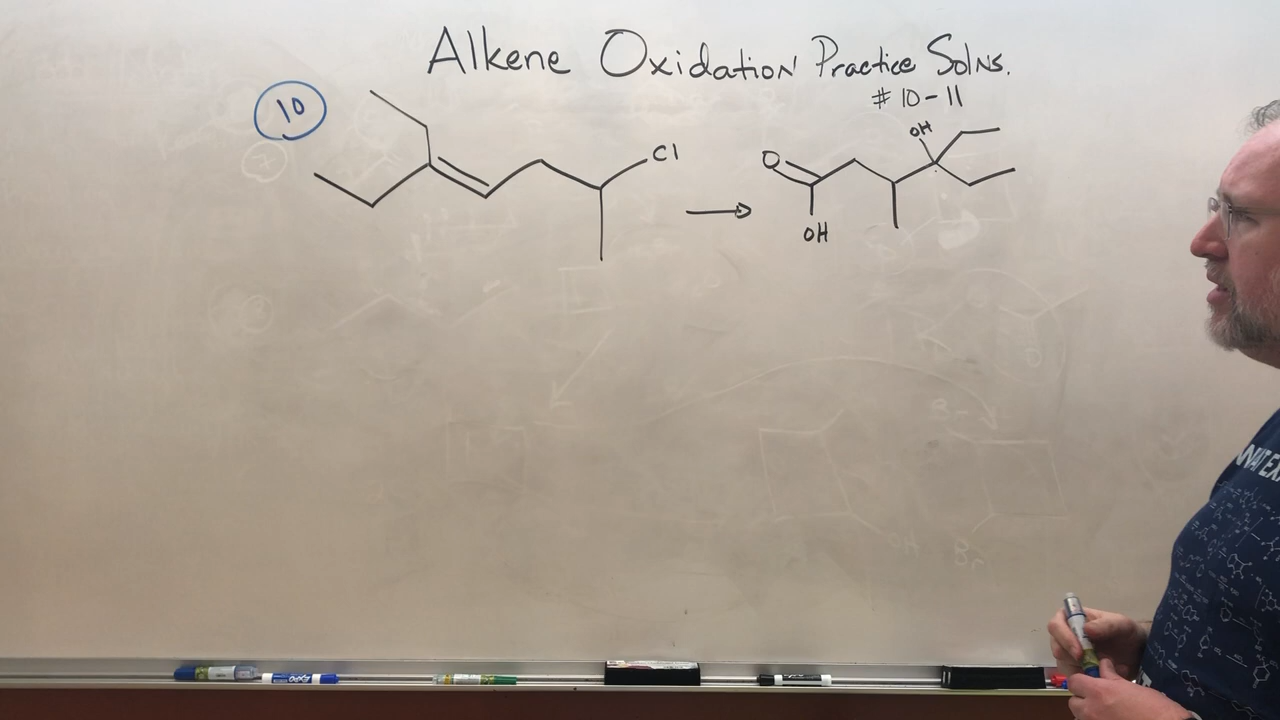 Alkene Oxidation Practice Solns.
# 10-11
10
Cl
O
OH
OH